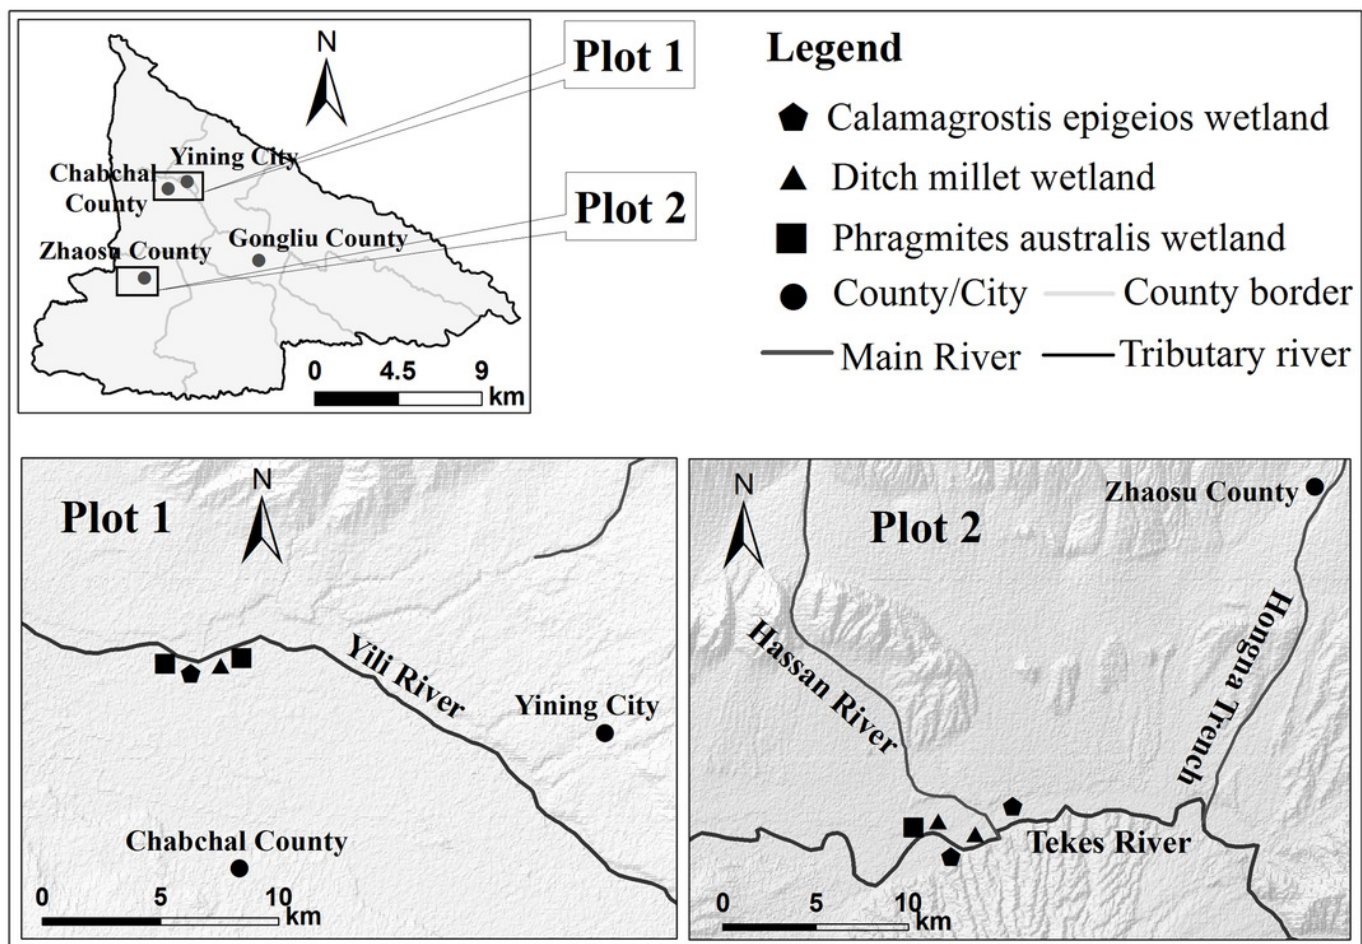 N
Plot 1
Yining City
Chabchal
County
Plot 2
Gongliu County
Zhaosu County
0 4.5 9
km
Legend
Calamagrostis epigeios wetland
Ditch millet wetland
Phragmites australis wetland
County/City County border
Main River Tributary river
Plot 1
N
Yili River
Yining City
Chabchal County
0 5 10
km
N
Plot 2
Zhaosu County
Hassan River
Hongna Trench
Tekes River
0 5 10
km